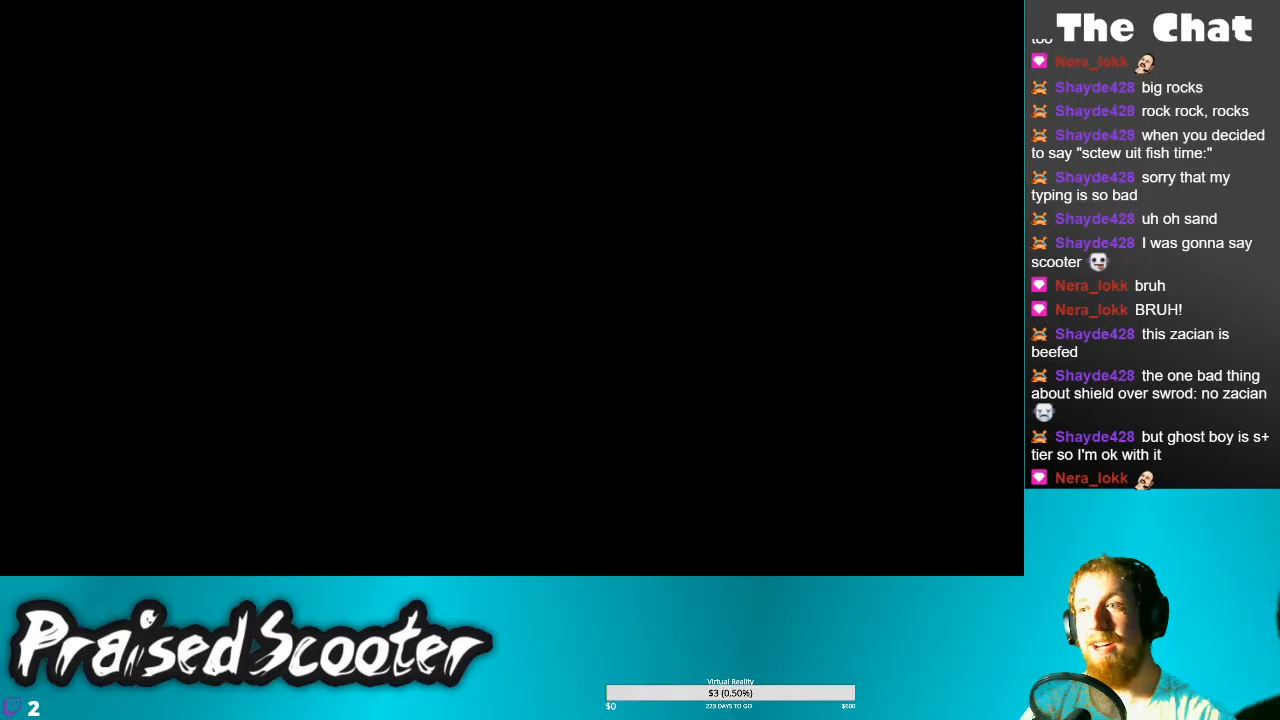 The Chat
too
Nera_lokk
Shayde428 big rocks
Shayde428 rock rock, rocks
Shayde428 when you decided
to say "sctew uit fish time:"
Shayde428 sorry that my
typing is so bad
Shayde428 uh oh sand
Shayde428 I was gonna say
scooter
Nera_lokk bruh
Nera_lokk BRUH!
Shayde428 this zacian is
beefed
Shayde428 the one bad thing
about shield over swrod: no zacian
Shayde428 but ghost boy is s+
tier so I'm ok with it
Nera_lokk
Praised Scooter
Virtual Reality
$3 (0.50%)
$0 223 DAYS TO GO $600
2